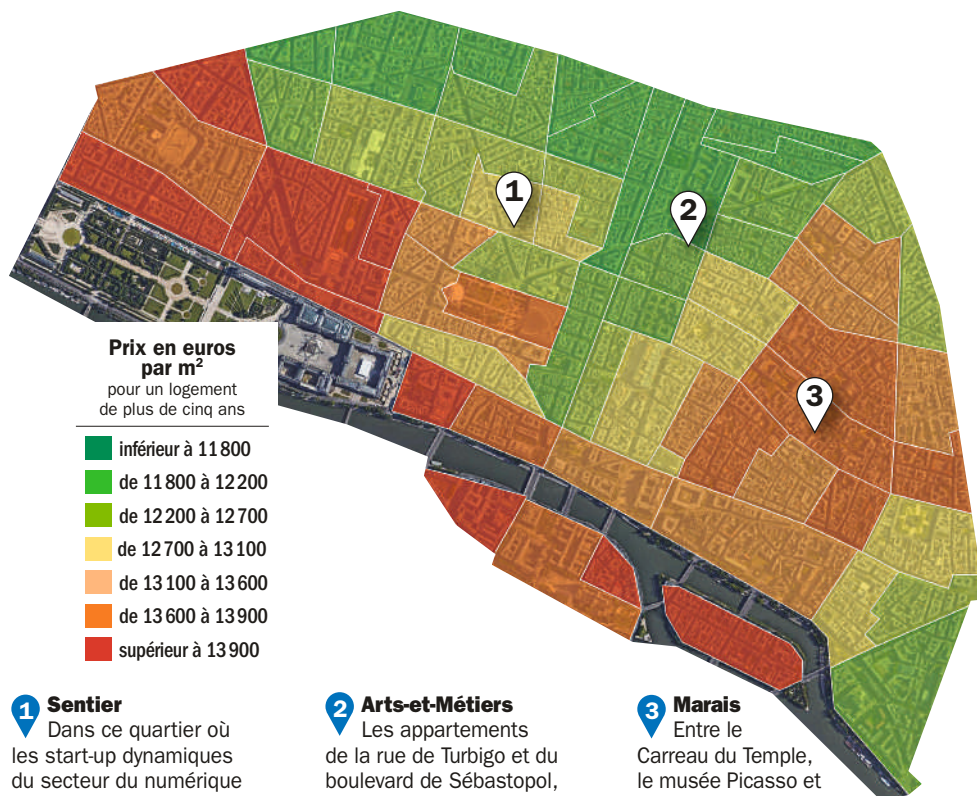 1
2
3
Prix en euros
par m²
pour un logement
de plus de cinq ans
inférieur à 11 800
de 11 800 à 12 200
de 12 200 à 12 700
de 12 700 à 13 100
de 13 100 à 13 600
de 13 600 à 13 900
supérieur à 13 900
1 Sentier
Dans ce quartier où
les start-up dynamiques
du secteur du numérique
2 Arts-et-Métiers
Les appartements
de la rue de Turbigo et du
boulevard de Sébastopol,
3 Marais
Entre le
Carreau du Temple,
le musée Picasso et